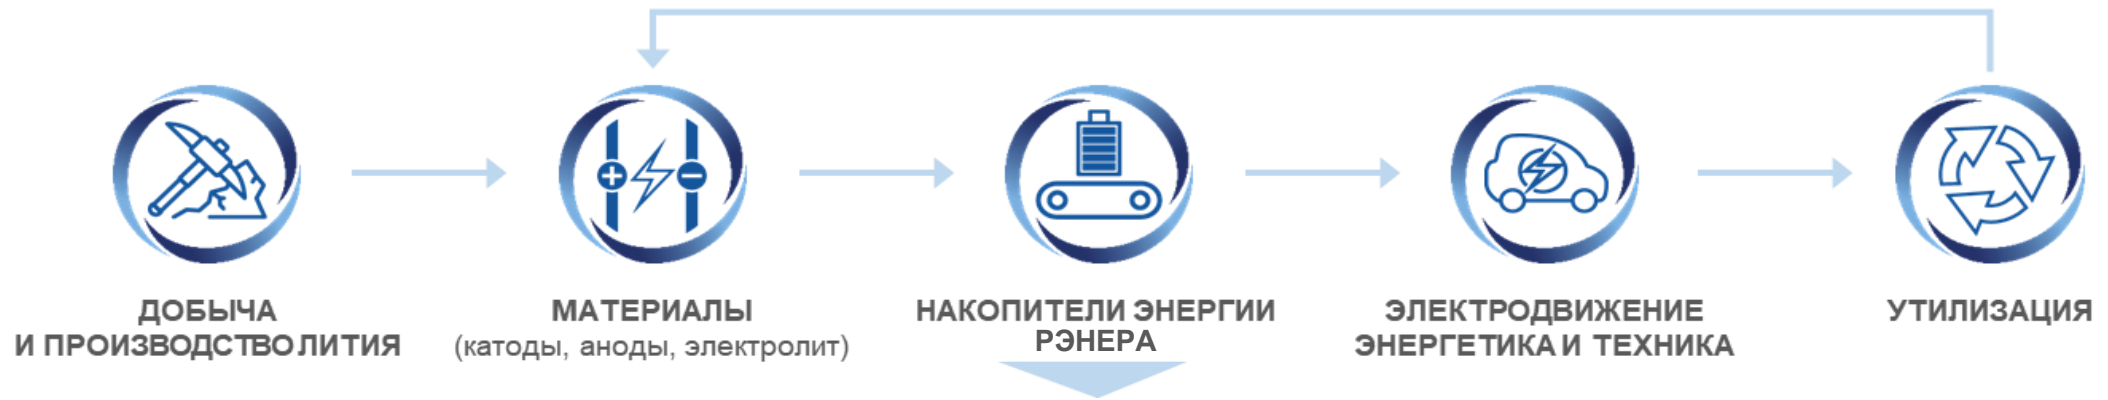 ДОБЫЧА
И ПРОИЗВОДСТВО ЛИТИЯ
МАТЕРИАЛЫ
(катоды, аноды, электролит)
НАКОПИТЕЛИ ЭНЕРГИИ
РЭНЕРА
ЭЛЕКТРОДВИЖЕНИЕ
ЭНЕРГЕТИКА И ТЕХНИКА
УТИЛИЗАЦИЯ